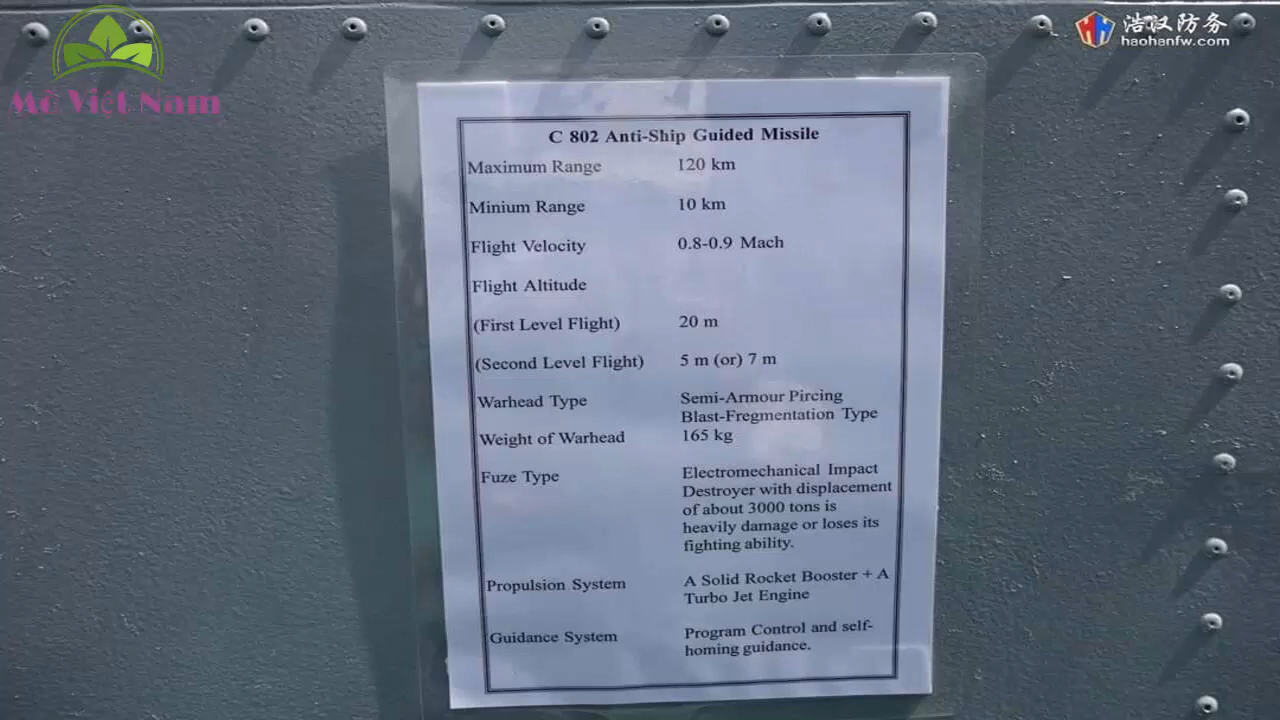 浩汉防务
haohanfw.com
Mõ Việt Nam
C 802 Anti-Ship Guided Missile
Maximum Range 120 km
Minium Range 10 km
Flight Velocity 0.8-0.9 Mach
Flight Altitude
(First Level Flight) 20 m
(Second Level Flight) 5 m (or) 7 m
Warhead Type Semi-Armour Pircing
Blast-Fregmentation Type
Weight of Warhead 165 kg
Fuze Type Electromechanical Impact
Destroyer with displacement
of about 3000 tons is
heavily damage or loses its
fighting ability.
Propulsion System A Solid Rocket Booster + A
Turbo Jet Engine
Guidance System Program Control and self-
homing guidance.